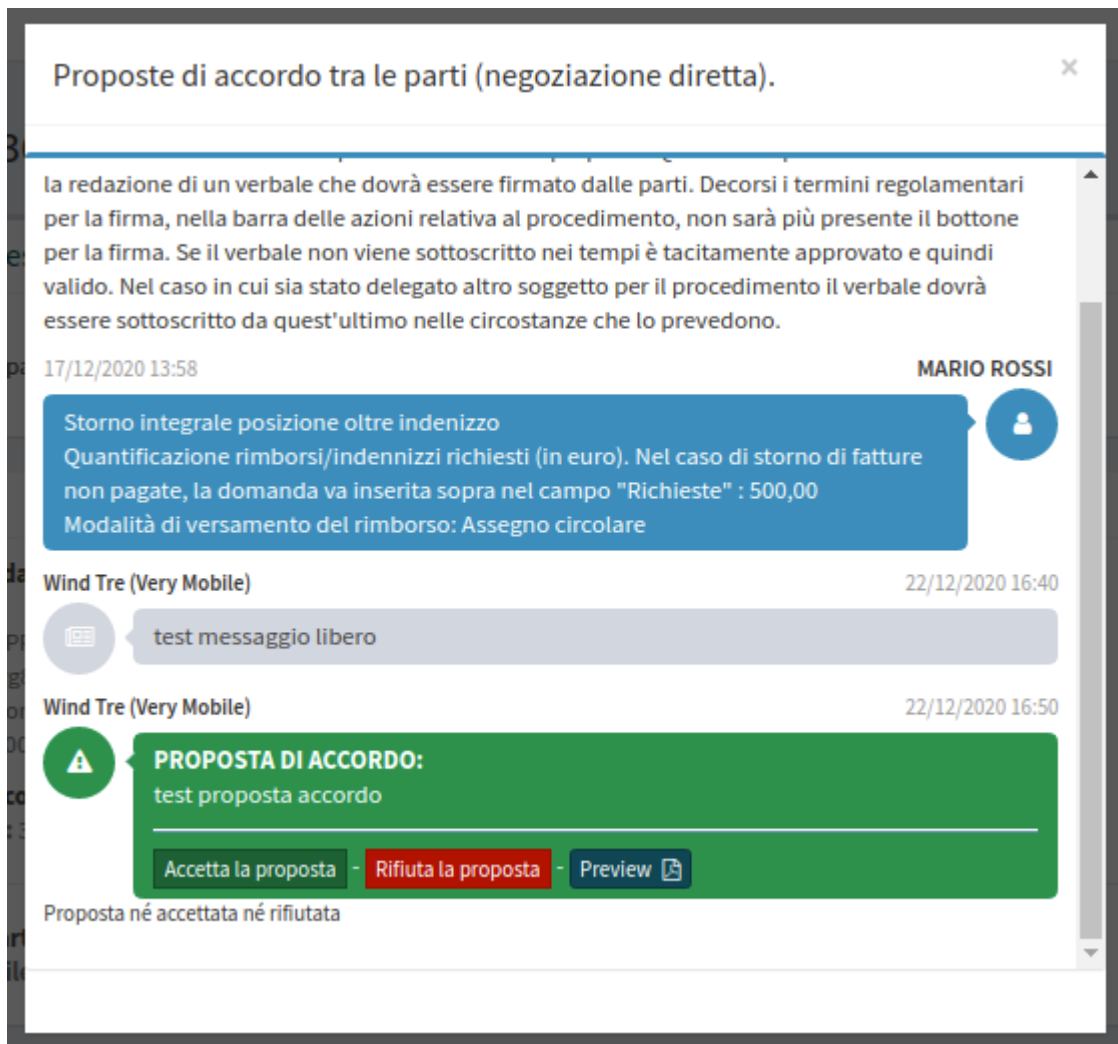 Proposte di accordo tra le parti (negoziazione diretta).
×
la redazione di un verbale che dovrà essere firmato dalle parti. Decorsi i termini regolamentari
per la firma, nella barra delle azioni relativa al procedimento, non sarà più presente il bottone
per la firma. Se il verbale non viene sottoscritto nei tempi è tacitamente approvato e quindi
valido. Nel caso in cui sia stato delegato altro soggetto per il procedimento il verbale dovrà
essere sottoscritto da quest'ultimo nelle circostanze che lo prevedono.
17/12/2020 13:58 MARIO ROSSI
Storno integrale posizione oltre indenizzo
Quantificazione rimborsi/indennizzi richiesti (in euro). Nel caso di storno di fatture
non pagate, la domanda va inserita sopra nel campo "Richieste" : 500,00
Modalità di versamento del rimborso: Assegno circolare
Wind Tre (Very Mobile) 22/12/2020 16:40
test messaggio libero
Wind Tre (Very Mobile) 22/12/2020 16:50
PROPOSTA DI ACCORDO:
test proposta accordo
Accetta la proposta - Rifiuta la proposta - Preview
Proposta né accettata né rifiutata